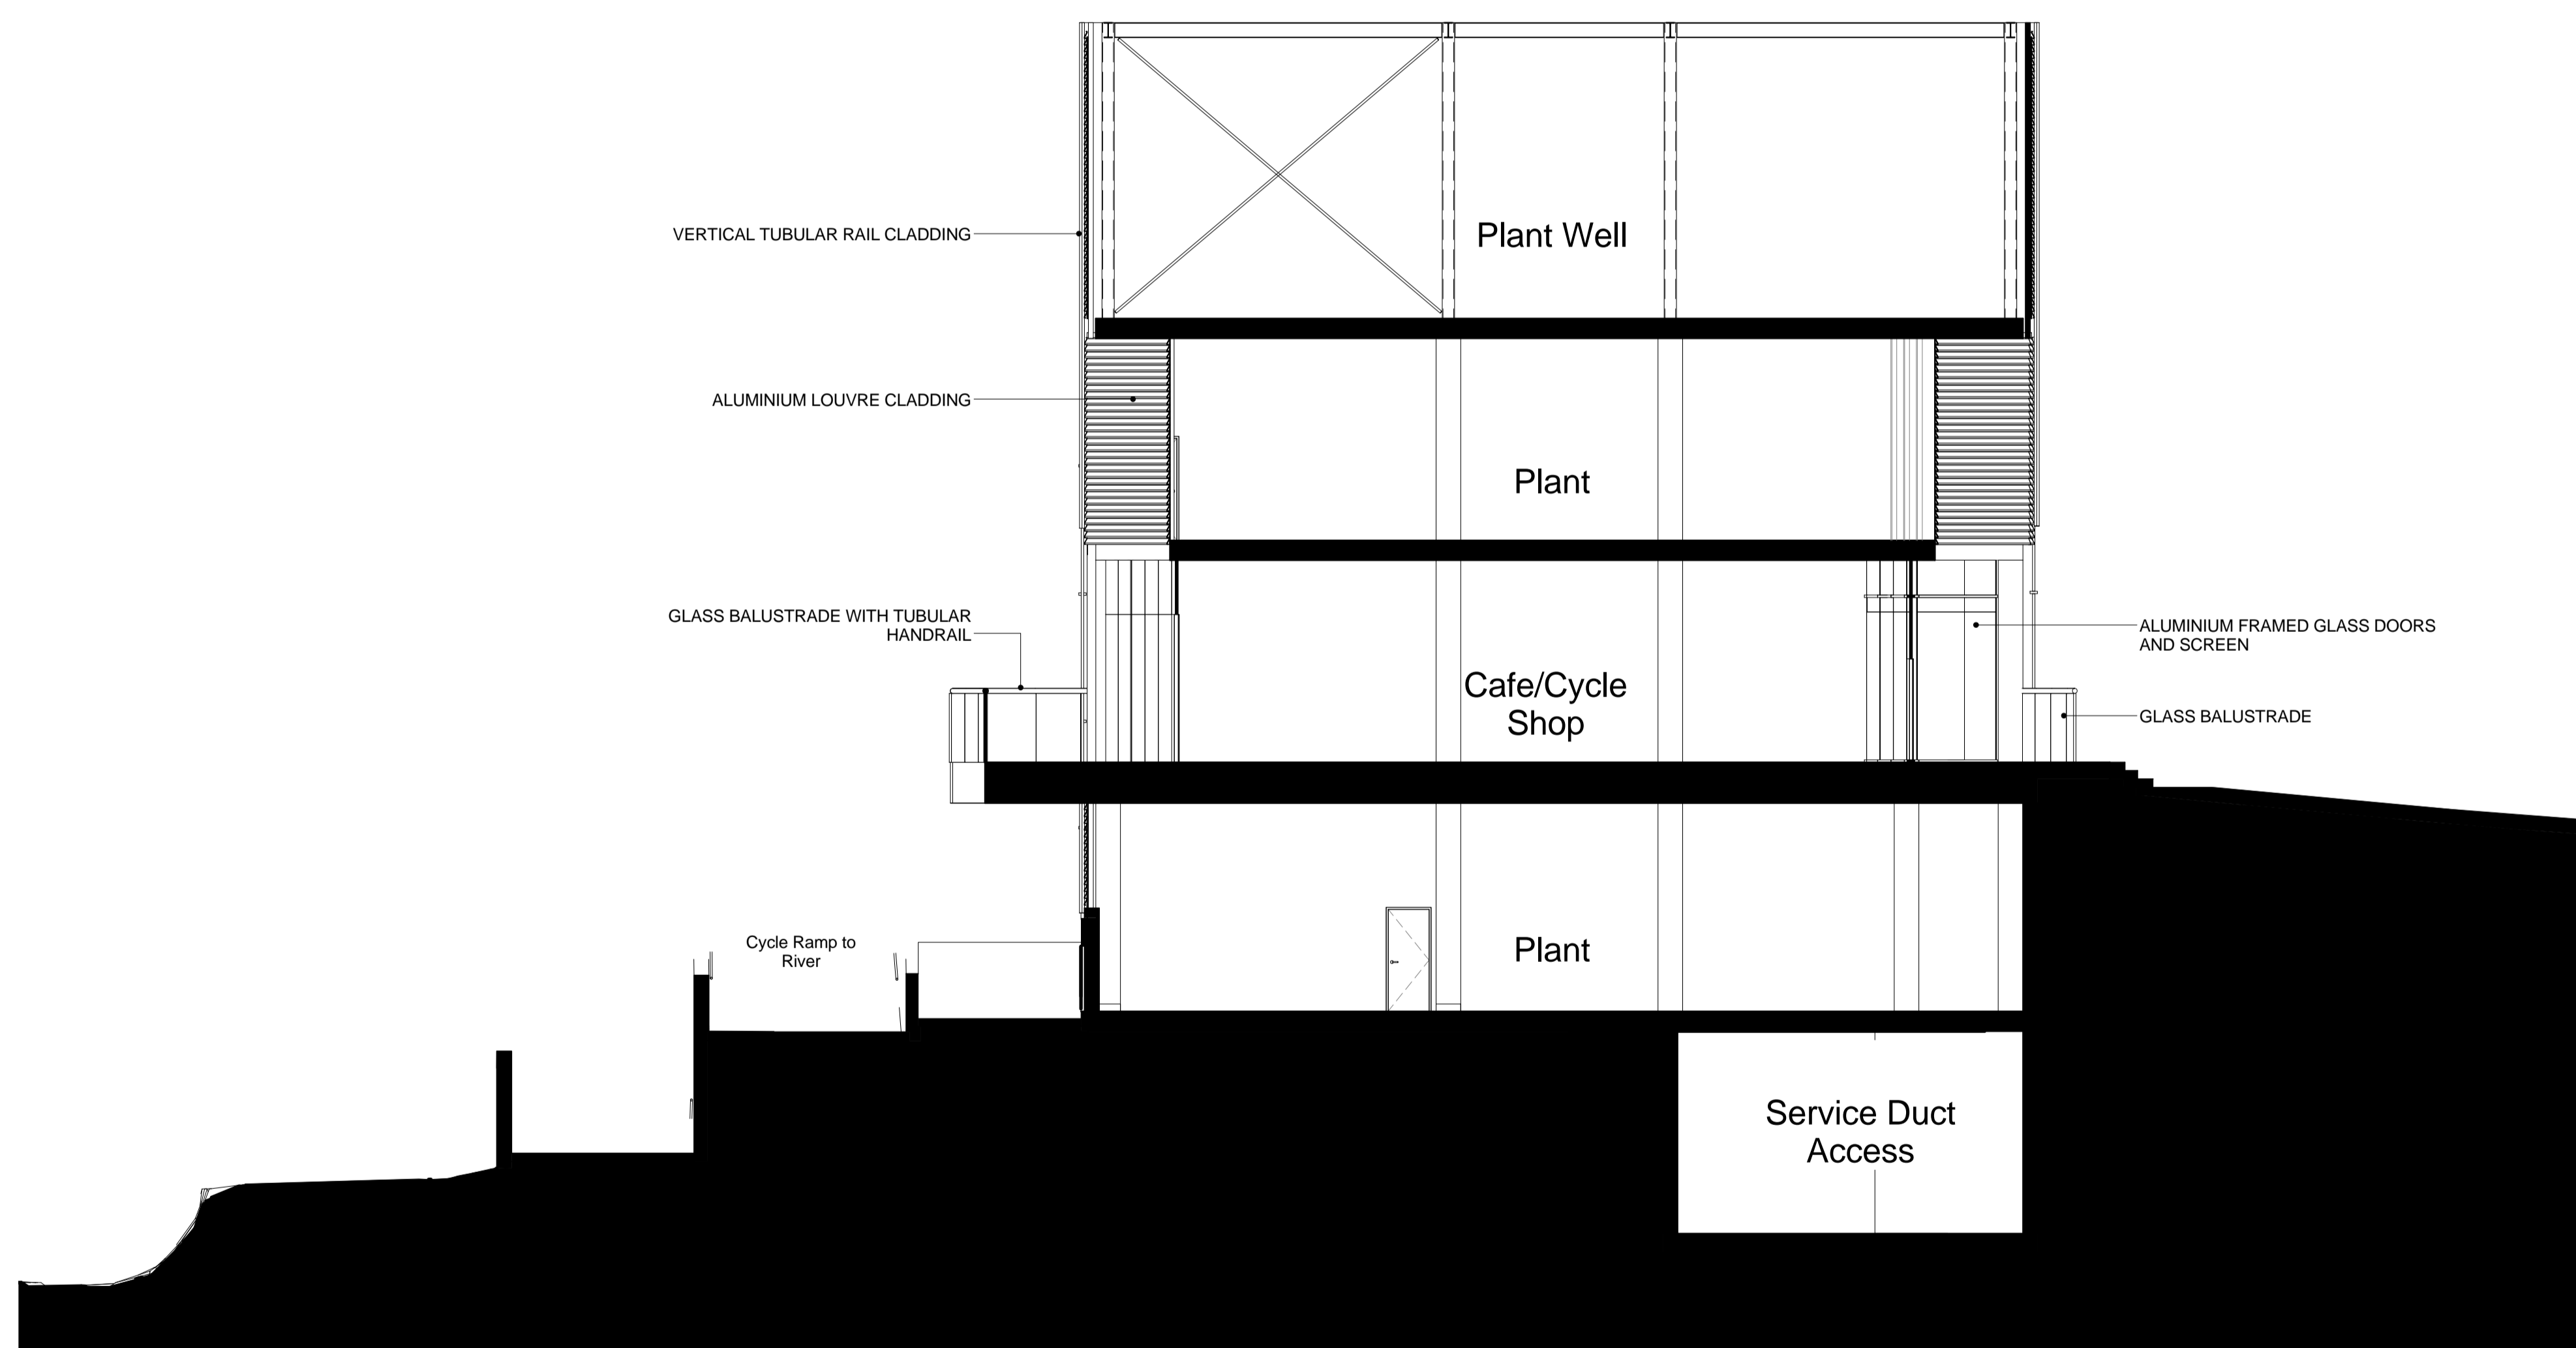 VERTICAL TUBULAR RAIL CLADDING
Plant Well
ALUMINIUM LOUVRE CLADDING
Plant
GLASS BALUSTRADE WITH TUBULAR
HANDRAIL
ALUMINIUM FRAMED GLASS DOORS
AND SCREEN
Cafe/Cycle
Shop
GLASS BALUSTRADE
Cycle Ramp to
River
Plant
Service Duct
Access